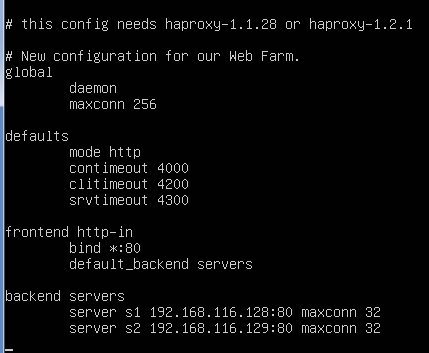 # this config needs haproxy-1.1.28 or haproxy-1.2.1
# New configuration for our Web Farm.
global
daemon
maxconn 256
defaults
mode http
contimeout 4000
clitimeout 4200
srvtimeout 4300
frontend http-in
bind *:80
default_backend servers
backend servers
server s1 192.168.116.128:80 maxconn 32
server s2 192.168.116.129:80 maxconn 32